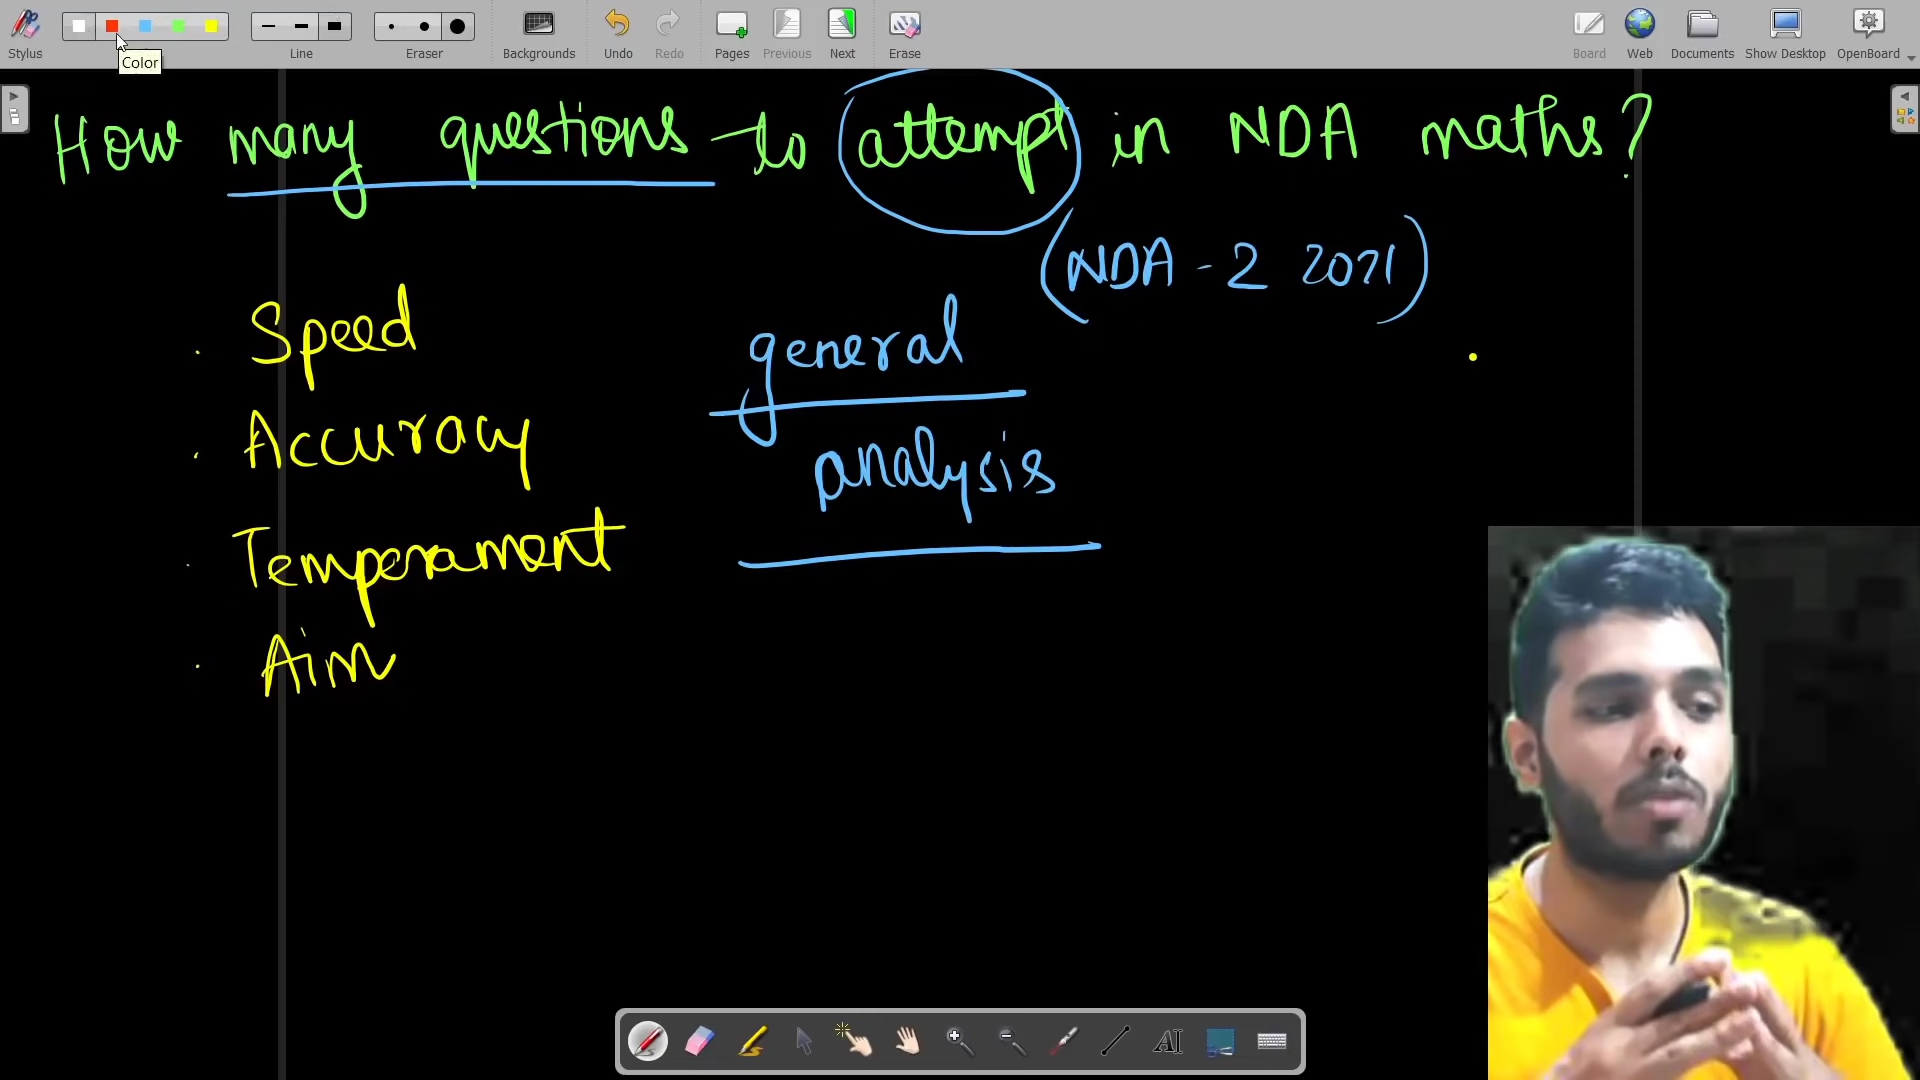 Stylus Line Eraser Backgrounds Undo Redo Pages Previous Next Erase Board Web Documents Show Desktop OpenBoard
Color
How many questions to attempt in NDA maths?
(NDA - 2 2021)
. Speed
. Accuracy
. Temperament
. Aim
general
analysis